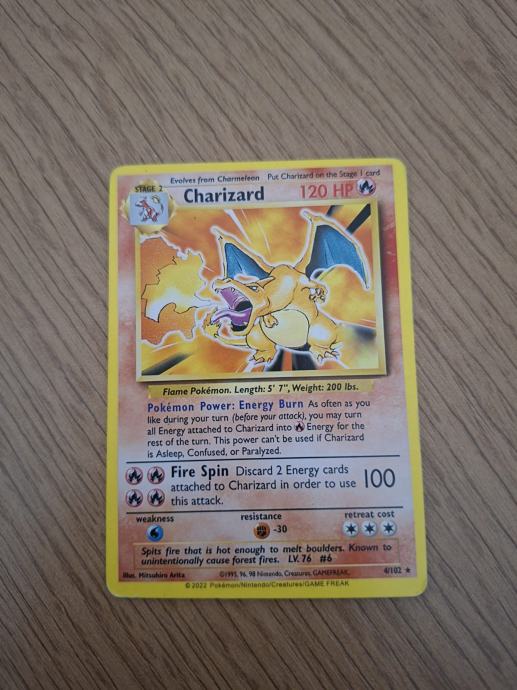 Evolves from Charmeleon Put Charizard on the Stage 1 card
STAGE 2
Charizard 120 HP
Flame Pokémon. Length: 5' 7", Weight: 200 lbs.
Pokémon Power: Energy Burn As often as you
like during your turn (before your attack), you may turn
all Energy attached to Charizard into Energy for the
rest of the turn. This power can't be used if Charizard
is Asleep, Confused, or Paralyzed.
Fire Spin Discard 2 Energy cards
attached to Charizard in order to use 100
this attack.
weakness resistance retreat cost
-30
Spits fire that is hot enough to melt boulders. Known to
unintentionally cause forest fires. LV. 76 #6
Illus. Mitsuhiro Arita ©1995, 96, 98 Nintendo, Creatures, GAMEFREAK. 4/102 ★
© 2022 Pokémon/Nintendo/Creatures/GAME FREAK